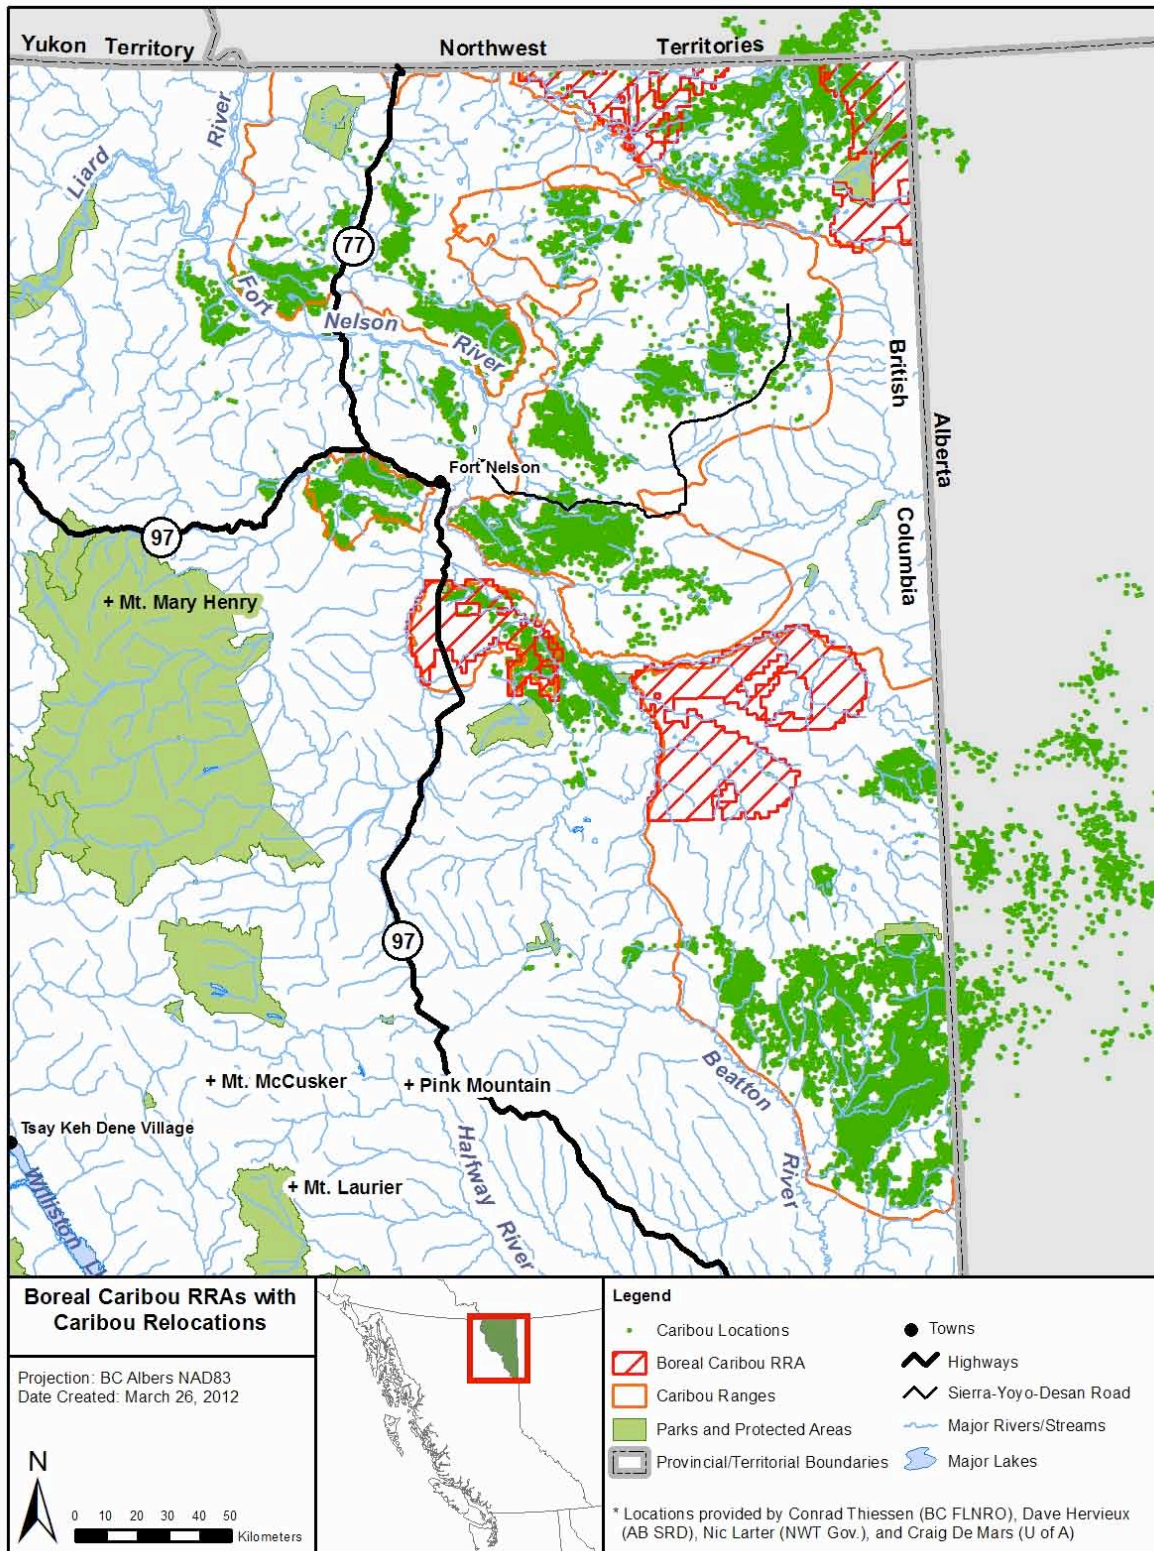 Yukon Territory
Northwest Territories
Liard River
77
Fort Nelson River
British Columbia
Alberta
Fort Nelson
97
+ Mt. Mary Henry
97
+ Mt. McCusker
+ Pink Mountain
Beatton River
Tsay Keh Dene Village
Halfway River
+ Mt. Laurier
Williston L
Boreal Caribou RRAs with
Caribou Relocations
Projection: BC Albers NAD83
Date Created: March 26, 2012
N
0 10 20 30 40 50
Kilometers
Legend
Caribou Locations
Boreal Caribou RRA
Caribou Ranges
Parks and Protected Areas
Provincial/Territorial Boundaries
Towns
Highways
Sierra-Yoyo-Desan Road
Major Rivers/Streams
Major Lakes
* Locations provided by Conrad Thiessen (BC FLNRO), Dave Hervieux
(AB SRD), Nic Larter (NWT Gov.), and Craig De Mars (U of A)